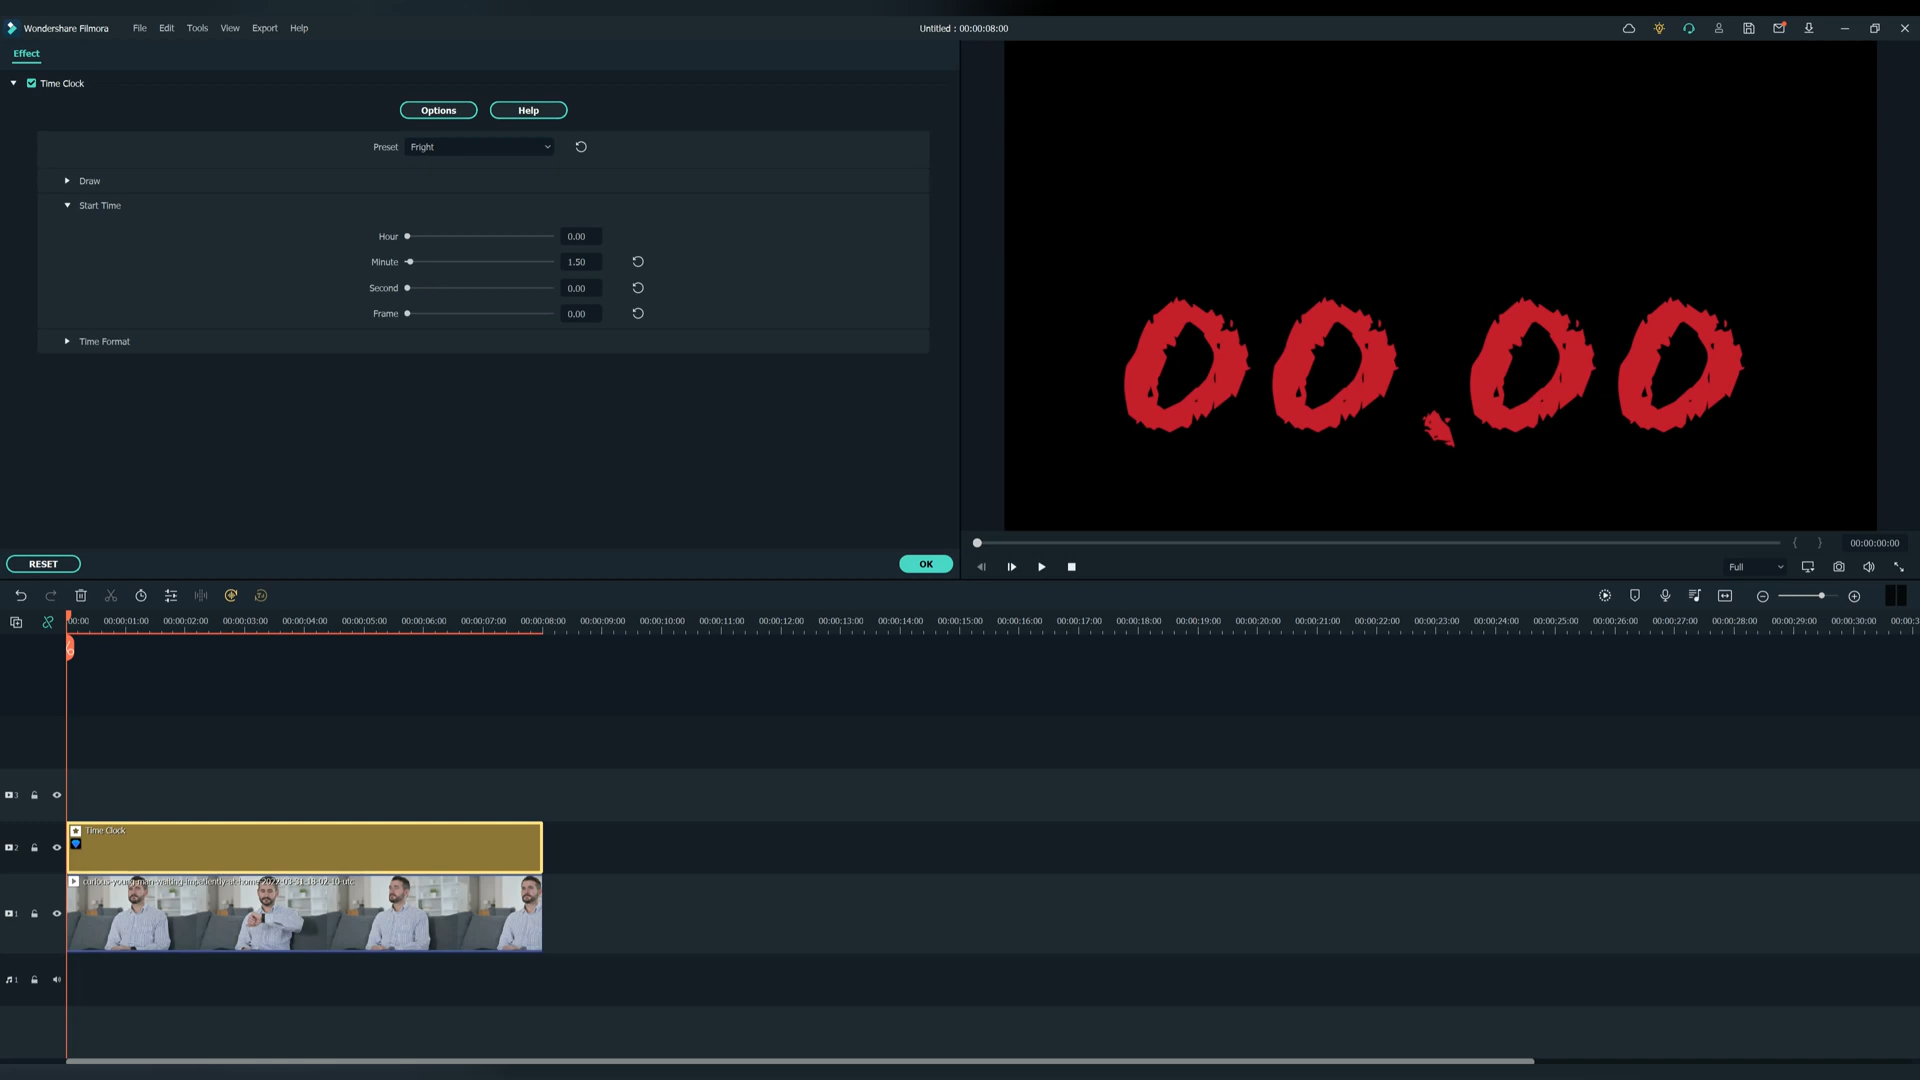 Wondershare Filmora File Edit Tools View Export Help Untitled : 00:00:08:00
Effect
Time Clock
Options Help
Preset Fright
Draw
Start Time
Hour 0.00
Minute 1.50
Second 0.00
Frame 0.00
Time Format
00.00
RESET OK
{ } 00:00:00:00
Full
00:00 00:00:01:00 00:00:02:00 00:00:03:00 00:00:04:00 00:00:05:00 00:00:06:00 00:00:07:00 00:00:08:00 00:00:09:00 00:00:10:00 00:00:11:00 00:00:12:00 00:00:13:00 00:00:14:00 00:00:15:00 00:00:16:00 00:00:17:00 00:00:18:00 00:00:19:00 00:00:20:00 00:00:21:00 00:00:22:00 00:00:23:00 00:00:24:00 00:00:25:00 00:00:26:00 00:00:27:00 00:00:28:00 00:00:29:00 00:00:30:00 00:00:3
3
Time Clock
2
curious-young-man-waiting-impatiently-at-home-2022-03-31-18-02-10-utc
1
1